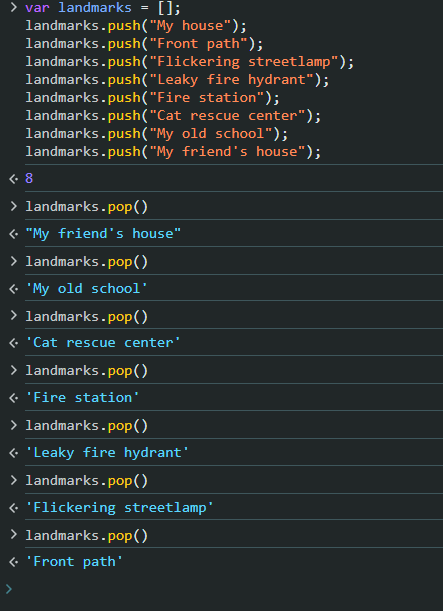 > var landmarks = [];
landmarks.push("My house");
landmarks.push("Front path");
landmarks.push("Flickering streetlamp");
landmarks.push("Leaky fire hydrant");
landmarks.push("Fire station");
landmarks.push("Cat rescue center");
landmarks.push("My old school");
landmarks.push("My friend's house");
<· 8
> landmarks.pop()
<· "My friend's house"
> landmarks.pop()
<· 'My old school'
> landmarks.pop()
<· 'Cat rescue center'
> landmarks.pop()
<· 'Fire station'
> landmarks.pop()
<· 'Leaky fire hydrant'
> landmarks.pop()
<· 'Flickering streetlamp'
> landmarks.pop()
<· 'Front path'
>